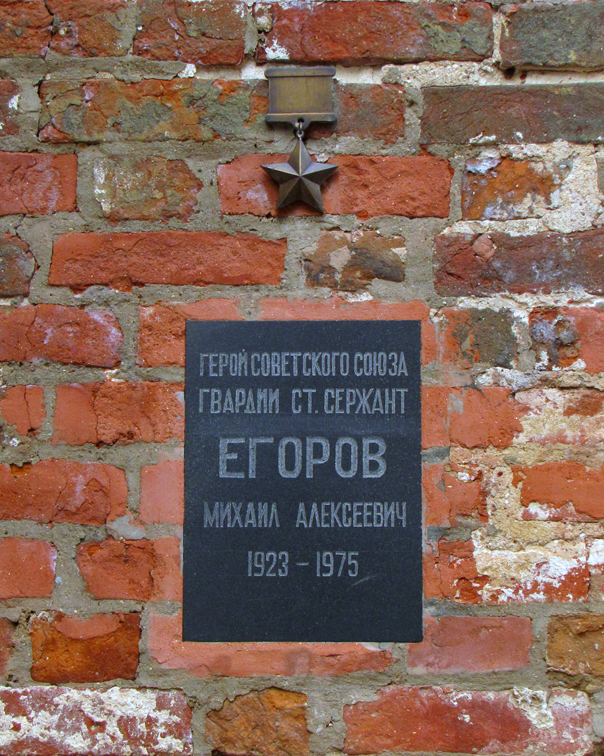 ГЕРОЙ СОВЕТСКОГО СОЮЗА
ГВАРДИИ СТ. СЕРЖАНТ
ЕГОРОВ
МИХАИЛ АЛЕКСЕЕВИЧ
1923 – 1975